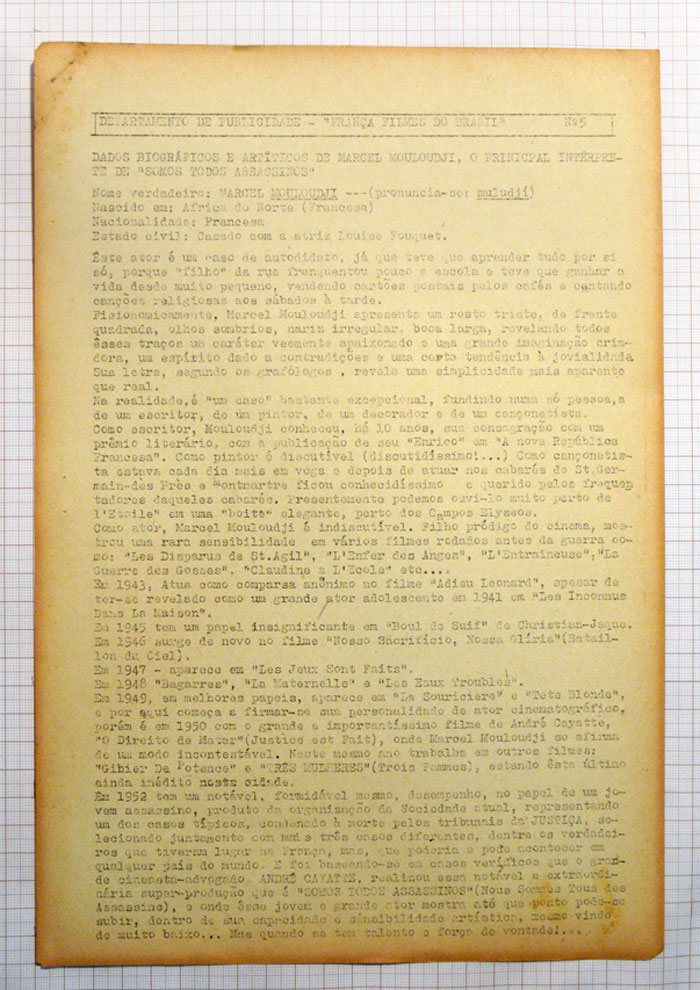 DEPARTAMENTO DE PUBLICIDADE - "FRANÇA FILMES DO BRASIL" Nº5
DADOS BIOGRÁFICOS E ARTÍTICOS DE MARCEL MOULOUDJI, O PRINICPAL INTÉRPRE-
TE DE "SOMOS TODOS ASSASSINOS"
Nome verdadeiro: MARCEL MOULOUDJI ---(pronuncia-se: muludjí)
Nascido em: Africa do Norte (Francesa)
Nacionalidade: Francesa
Estado civil: Casado com a atriz Louise Fouquet.
Êste ator é um caso de autodidato, já que teve que aprender tudo por si
só, porque "filho" da rua frenquentou pouco a escola e teve que ganhar a
vida desde muito pequeno, vendendo cartões postais pelos cafés e cantando
canções religiosas aos sábados à tarde.
Fisionomicamente, Marcel Mouloudji apresenta um rosto triste, de frente
quadrada, olhos sombrios, nariz irregular, boca larga, revelando todos
êsses traços um caráter veemente apaixonado e uma grande imaginação cria-
dora, um espírito dado a contradições e uma certa tendência à jovialidade
Sua letra, segundo os grafólogos , revela uma simplicidade mais aparente
que real.
Na realidade,é "um caso" bastante excepcional, fundindo numa só pessoa,a
de um escritor, de um pintor, de um decorador e de um cançonetista.
Como escritor, Mouloudji conheceu, há 10 anos, sua consagração com um
prêmio literário, com a publicação de seu "Enrico" em "A nova República
Francesa". Como pintor é discutível (discutidíssimo!...) Como cançonetis-
ta estava cada dia mais em voga e depois de atuar nos cabarés de St.Ger-
main-dès Près e Montmartre ficou conhecidíssimo e querido pelos frequen
tadores daqueles cabarés. Presentemente podemos ouvi-lo muito perto de
l'Etoile" em uma "boite" elegante, perto dos Campos Elyseos.
Como ator, Marcel Mouloudji é indiscutível. Filho pródigo do cinema, mos-
trou uma rara sensibilidade em vários filmes rodados antes da guerra co-
mo: "Les Disparus de St.Agil", "L'Enfer des Anges", "L'Entraineuse","La
Guerre des Gosses", "Claudine a L'Ecole" etc....
Em 1943, Atua como comparsa anônimo no filme "Adieu Leonard", apesar de
ter-se revelado como um grande ator adolescente em 1941 em "Les Inconnus
Dans La Maison".
Em 1945 tem um papel insignificante em "Boul de Suif" de Christian-Jaque.
Em 1946 surge de novo no filme "Nosso Sacrifício, Nossa Glíria"(Batail-
lon da Ciel).
Em 1947 - aparece em "Les Jeux Sont Faits".
Em 1948 "Bagarres", "La Maternelle" e "Les Eaux Troubles".
Em 1949, em melhores papeis, aparece em "La Souriciere" e "Tete Blonde",
e por aqui começa a firmar-se sua personalidade de ator cinematográfico,
porém é em 1950 com o grande e importantíssimo filme de André Cayatte,
"O Direito de Matar"(Justice est Fait), onde Marcel Mouloudji se afirma
de um modo incontestável. Neste mesmo ano trabalha em outros filmes:
"Gibier De Potence" e "TRÊS MULHERES"(Trois Femmes), estando êste último
ainda inédito nesta cidade.
Em 1952 tem um notável, formidável mesmo, desempenho, no papel de um jo-
vem assassino, produto da organização da Sociedade atual, representando
um dos casos típicos, condenado à morte pelos tribunais da JUSTIÇA, se-
lecionado juntamente com mais três casos diferentes, dentre os verdadei-
ros que tiveram lugar na França, mas, que poderia e pode acontecer em
qualquer país do mundo. E foi baseando-se em casos verídicos que o gran-
de cineasta-advogado ANDRÉ CAYATTE, realizou essa notável e extraordi-
nária super-produção que é "SOMOS TODOS ASSASSINOS"(Nous Sommes Tous des
Assassins), e onde êsse jovem e grande ator mostra até que ponto pode-se
subir, dentro de sua capacidade e sensibilidade artística, mesmo vindo
de muito baixo... Mas quando se tem talento e força de vontade!....